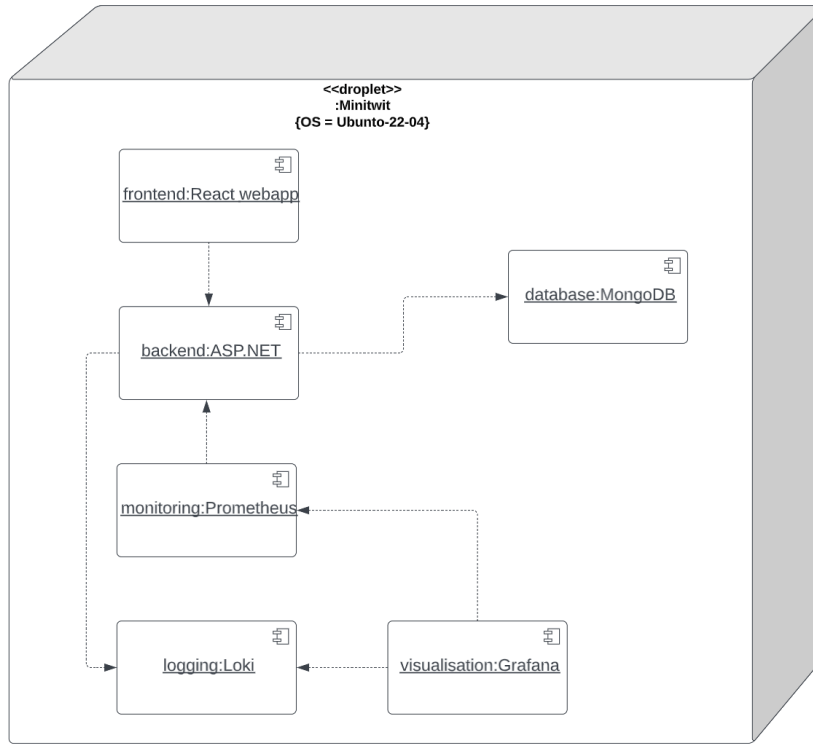 <<droplet>>
:Minitwit
{OS = Ubunto-22-04}
frontend:React webapp
database:MongoDB
backend:ASP.NET
monitoring:Prometheus
logging:Loki
visualisation:Grafana